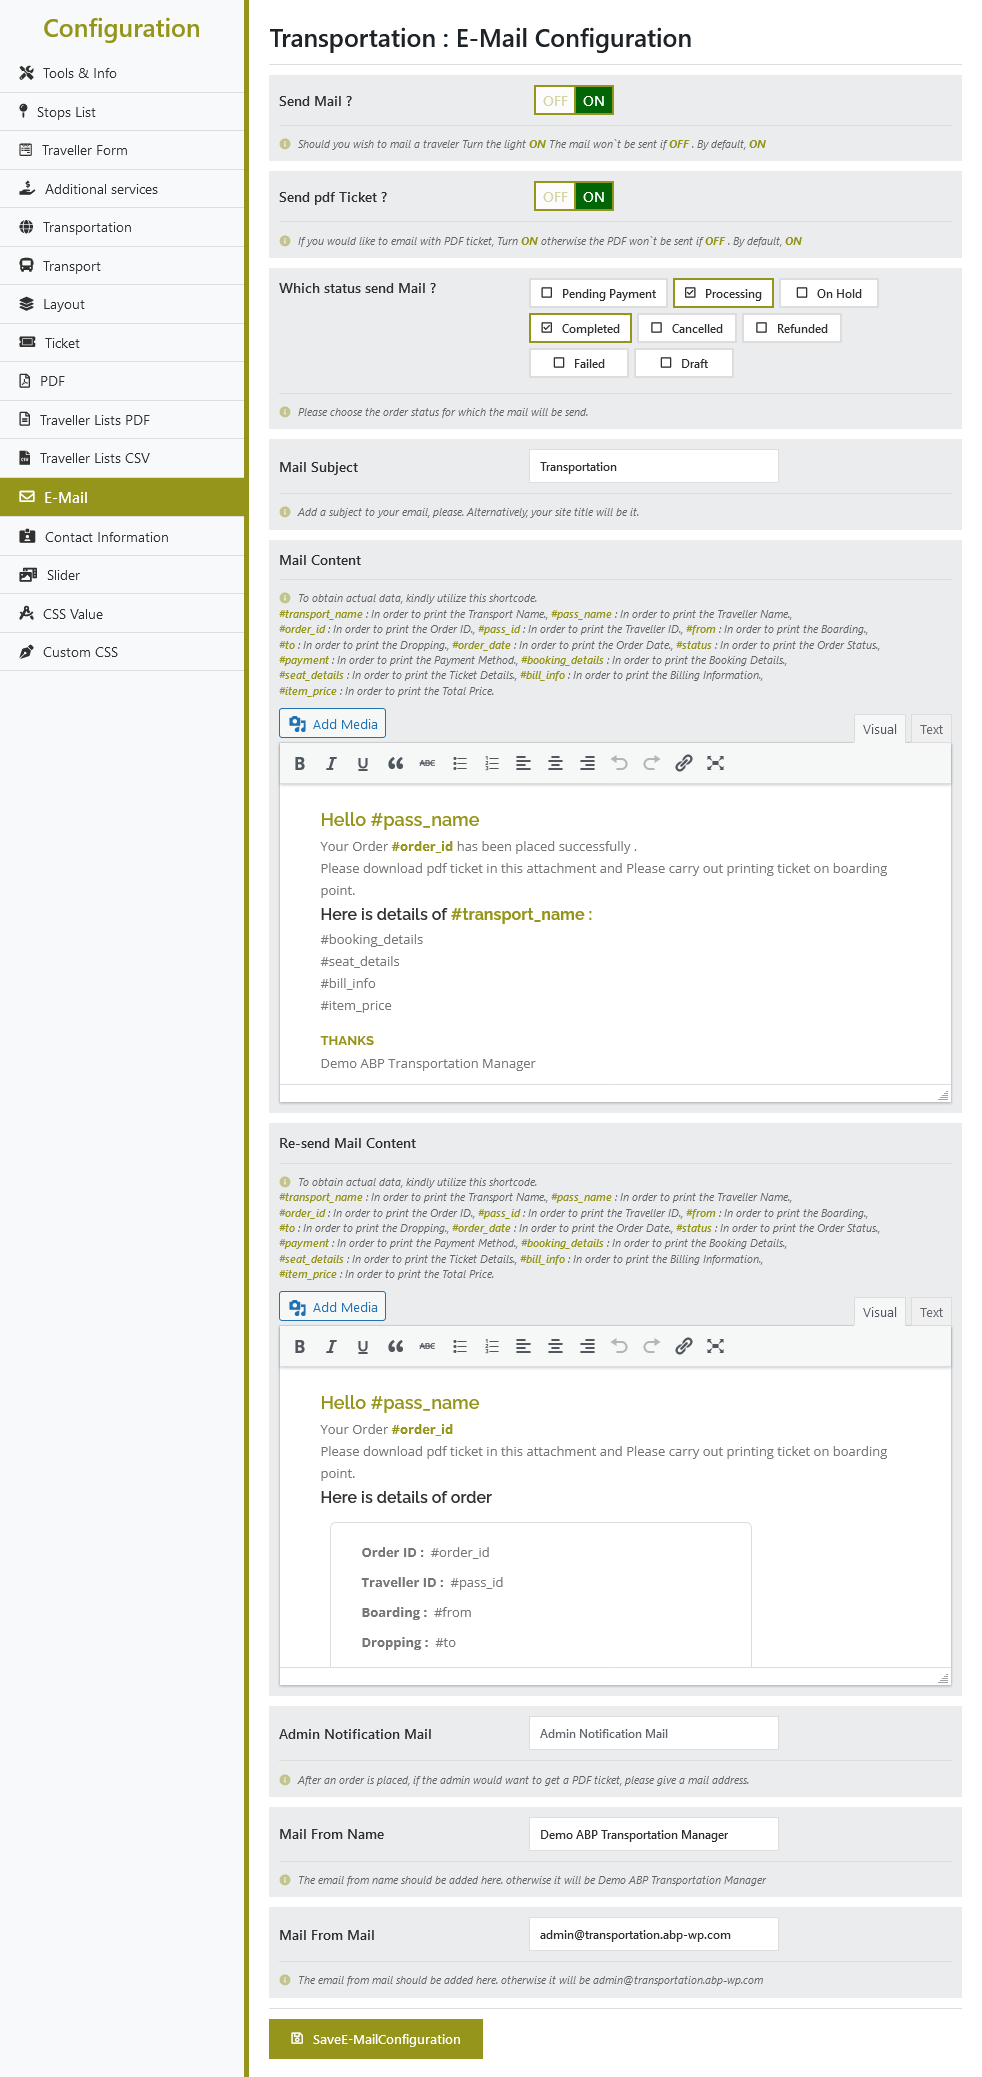 Configuration
Tools & Info
Stops List
Traveller Form
Additional services
Transportation
Transport
Layout
Ticket
PDF
Traveller Lists PDF
Traveller Lists CSV
E-Mail
Contact Information
Slider
CSS Value
Custom CSS
Transportation : E-Mail Configuration
Send Mail ?
OFF ON
Should you wish to mail a traveler Turn the light ON The mail won`t be sent if OFF . By default, ON
Send pdf Ticket ?
OFF ON
If you would like to email with PDF ticket, Turn ON otherwise the PDF won`t be sent if OFF . By default, ON
Which status send Mail ?
Pending Payment Processing On Hold
Completed Cancelled Refunded
Failed Draft
Please choose the order status for which the mail will be send.
Mail Subject
Transportation
Add a subject to your email, please. Alternatively, your site title will be it.
Mail Content
To obtain actual data, kindly utilize this shortcode.
#transport_name : In order to print the Transport Name., #pass_name : In order to print the Traveller Name.,
#order_id : In order to print the Order ID., #pass_id : In order to print the Traveller ID., #from : In order to print the Boarding.,
#to : In order to print the Dropping., #order_date : In order to print the Order Date., #status : In order to print the Order Status.,
#payment : In order to print the Payment Method., #booking_details : In order to print the Booking Details.,
#seat_details : In order to print the Ticket Details., #bill_info : In order to print the Billing Information.,
#item_price : In order to print the Total Price.
Add Media
Visual Text
B I U ABC
Hello #pass_name
Your Order #order_id has been placed successfully .
Please download pdf ticket in this attachment and Please carry out printing ticket on boarding
point.
Here is details of #transport_name :
#booking_details
#seat_details
#bill_info
#item_price
THANKS
Demo ABP Transportation Manager
Re-send Mail Content
To obtain actual data, kindly utilize this shortcode.
#transport_name : In order to print the Transport Name., #pass_name : In order to print the Traveller Name.,
#order_id : In order to print the Order ID., #pass_id : In order to print the Traveller ID., #from : In order to print the Boarding.,
#to : In order to print the Dropping., #order_date : In order to print the Order Date., #status : In order to print the Order Status.,
#payment : In order to print the Payment Method., #booking_details : In order to print the Booking Details.,
#seat_details : In order to print the Ticket Details., #bill_info : In order to print the Billing Information.,
#item_price : In order to print the Total Price.
Add Media
Visual Text
B I U ABC
Hello #pass_name
Your Order #order_id
Please download pdf ticket in this attachment and Please carry out printing ticket on boarding
point.
Here is details of order
Order ID : #order_id
Traveller ID : #pass_id
Boarding : #from
Dropping : #to
Admin Notification Mail
Admin Notification Mail
After an order is placed, if the admin would want to get a PDF ticket, please give a mail address.
Mail From Name
Demo ABP Transportation Manager
The email from name should be added here. otherwise it will be Demo ABP Transportation Manager
Mail From Mail
admin@transportation.abp-wp.com
The email from mail should be added here. otherwise it will be admin@transportation.abp-wp.com
SaveE-MailConfiguration